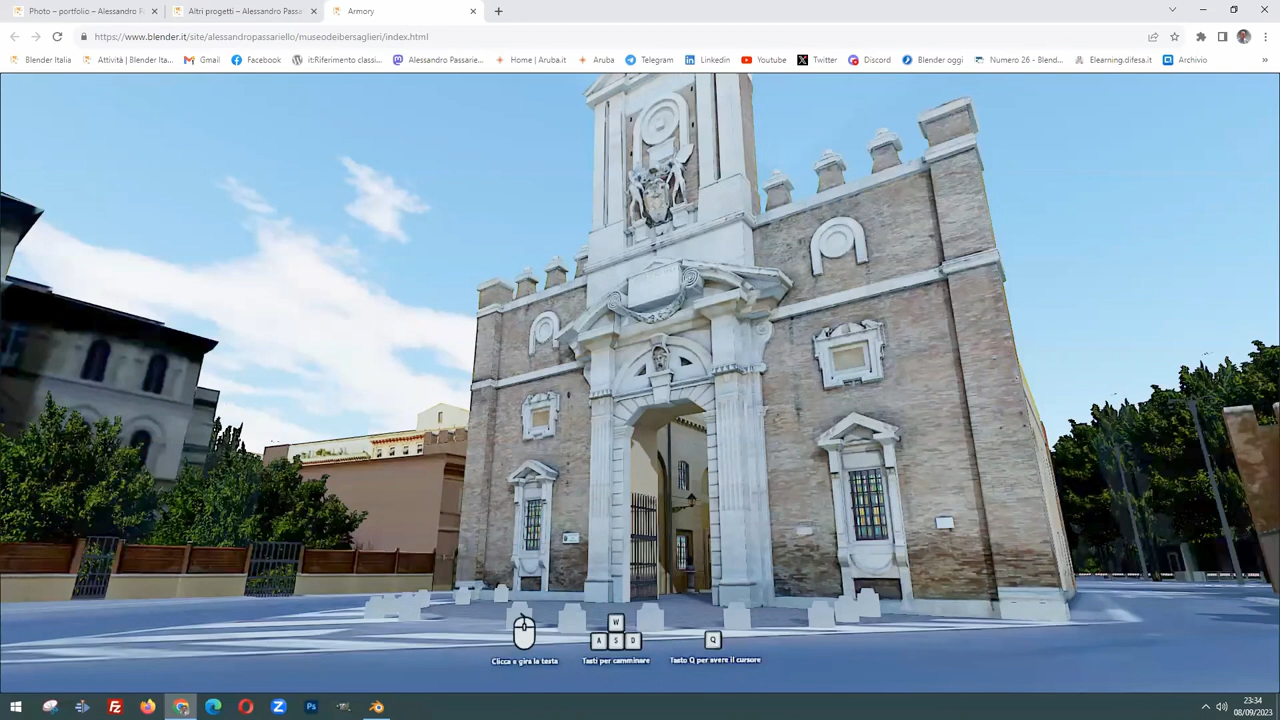 Photo – portfolio – Alessandro P
Altri progetti – Alessandro Passa
Armory
https://www.blender.it/site/alessandropassariello/museodeibersaglieri/index.html
Blender Italia
Attività | Blender Ita...
Gmail
Facebook
it:Riferimento classi...
Alessandro Passarie...
Home | Aruba.it
Aruba
Telegram
Linkedin
Youtube
Twitter
Discord
Blender oggi
Numero 26 - Blend...
Elearning.difesa.it
Archivio
»
W
A S D
Q
Clicca e gira la testa
Tasti per camminare
Tasto Q per avere il cursore
23:34
08/09/2023